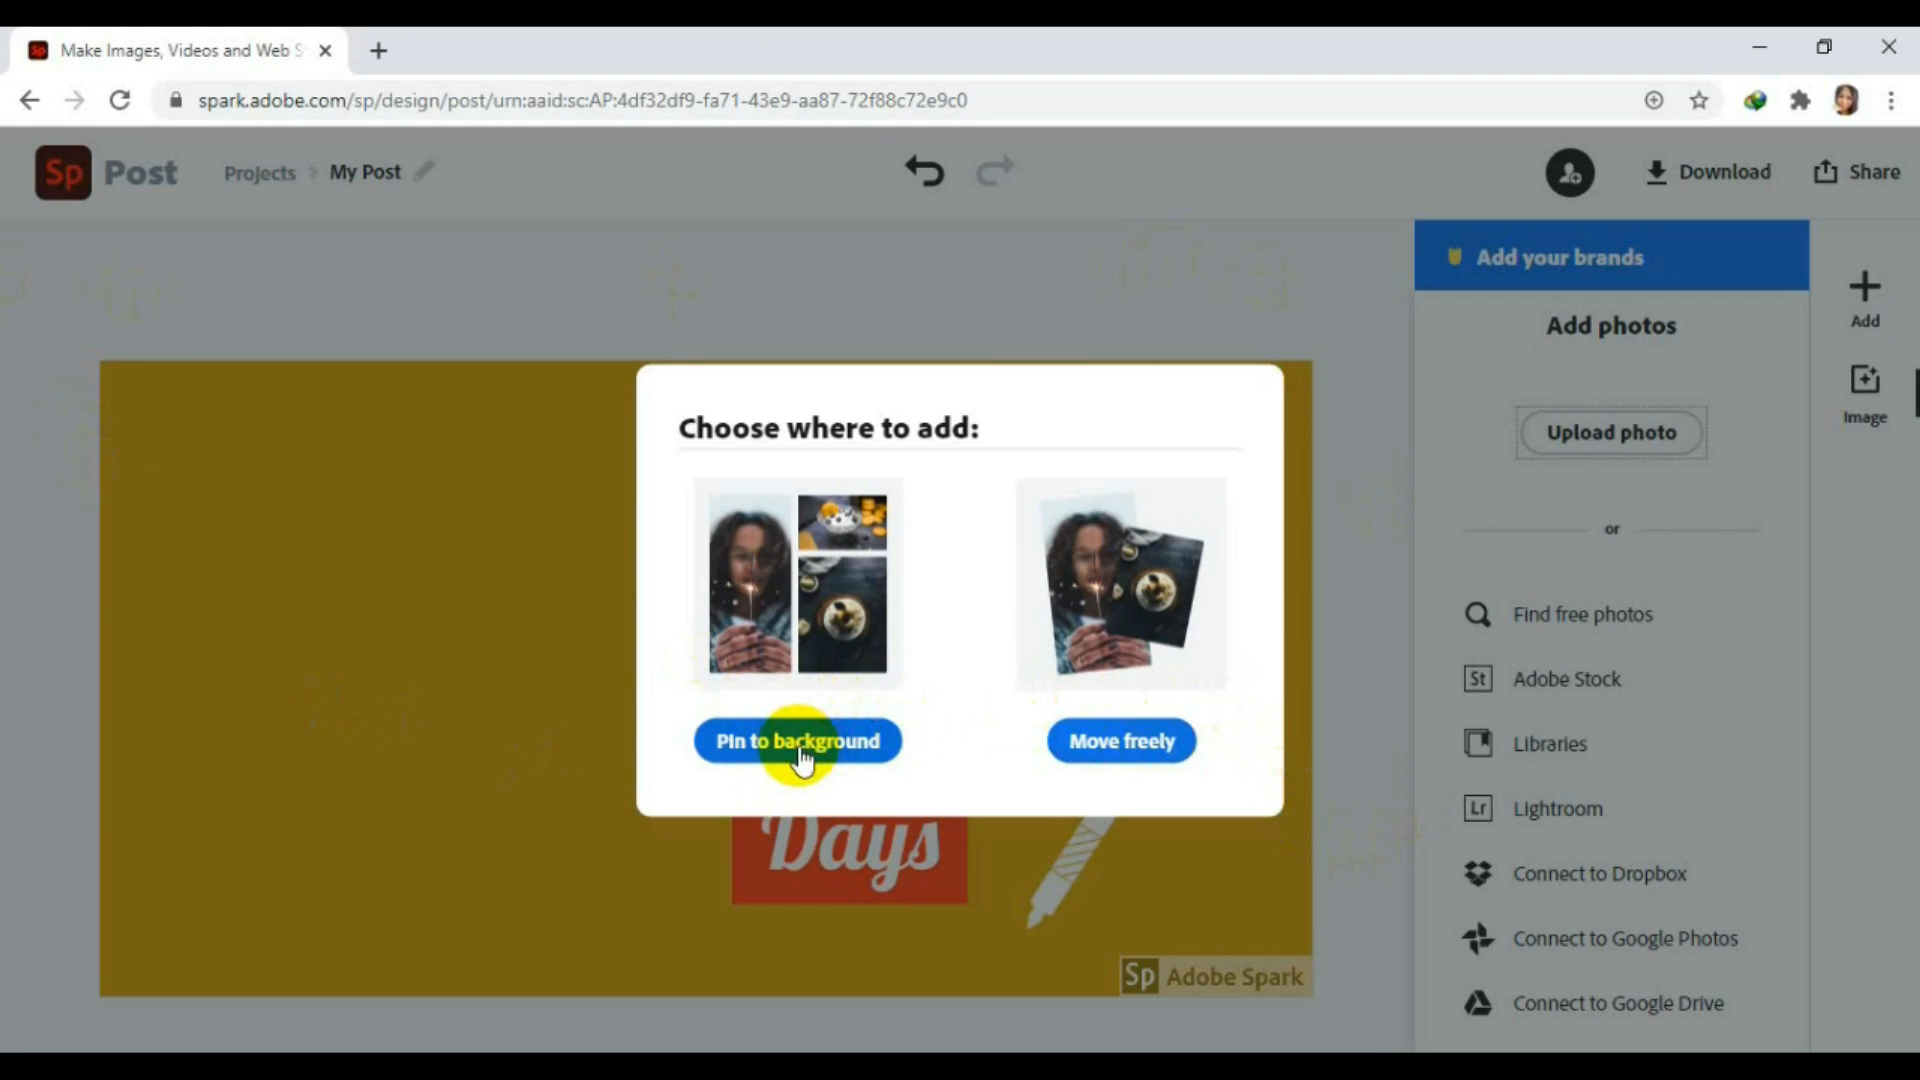 Make Images, Videos and Web S
spark.adobe.com/sp/design/post/urn:aaid:sc:AP:4df32df9-fa71-43e9-aa87-72f88c72e9c0
Sp Post
Projects > My Post
Download
Share
Add your brands
Add photos
Add
Image
Upload photo
or
Choose where to add:
Pin to background
Move freely
Find free photos
St Adobe Stock
Libraries
Lr Lightroom
Connect to Dropbox
Connect to Google Photos
Connect to Google Drive
Days
Sp Adobe Spark